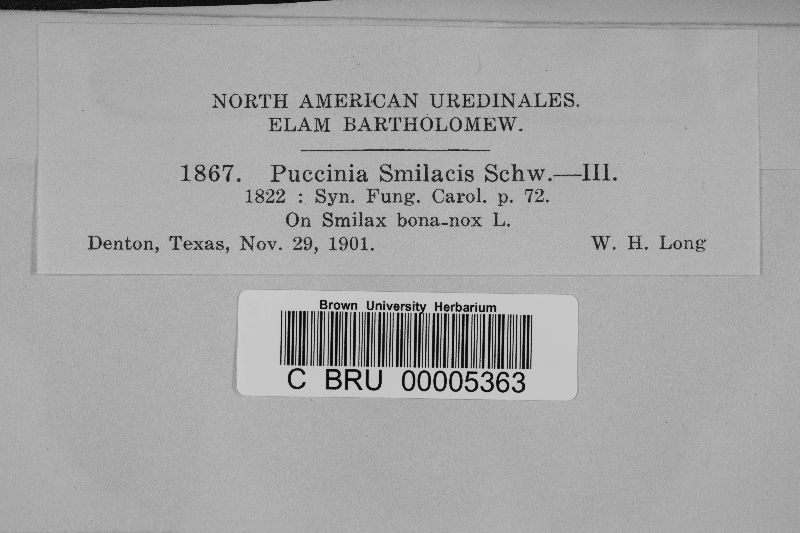 NORTH AMERICAN UREDINALES.
ELAM BARTHOLOMEW.
1867. Puccinia Smilacis Schw.—III.
1822 : Syn. Fung. Carol. p. 72.
On Smilax bona-nox L.
Denton, Texas, Nov. 29, 1901. W. H. Long
Brown University Herbarium
C BRU 00005363